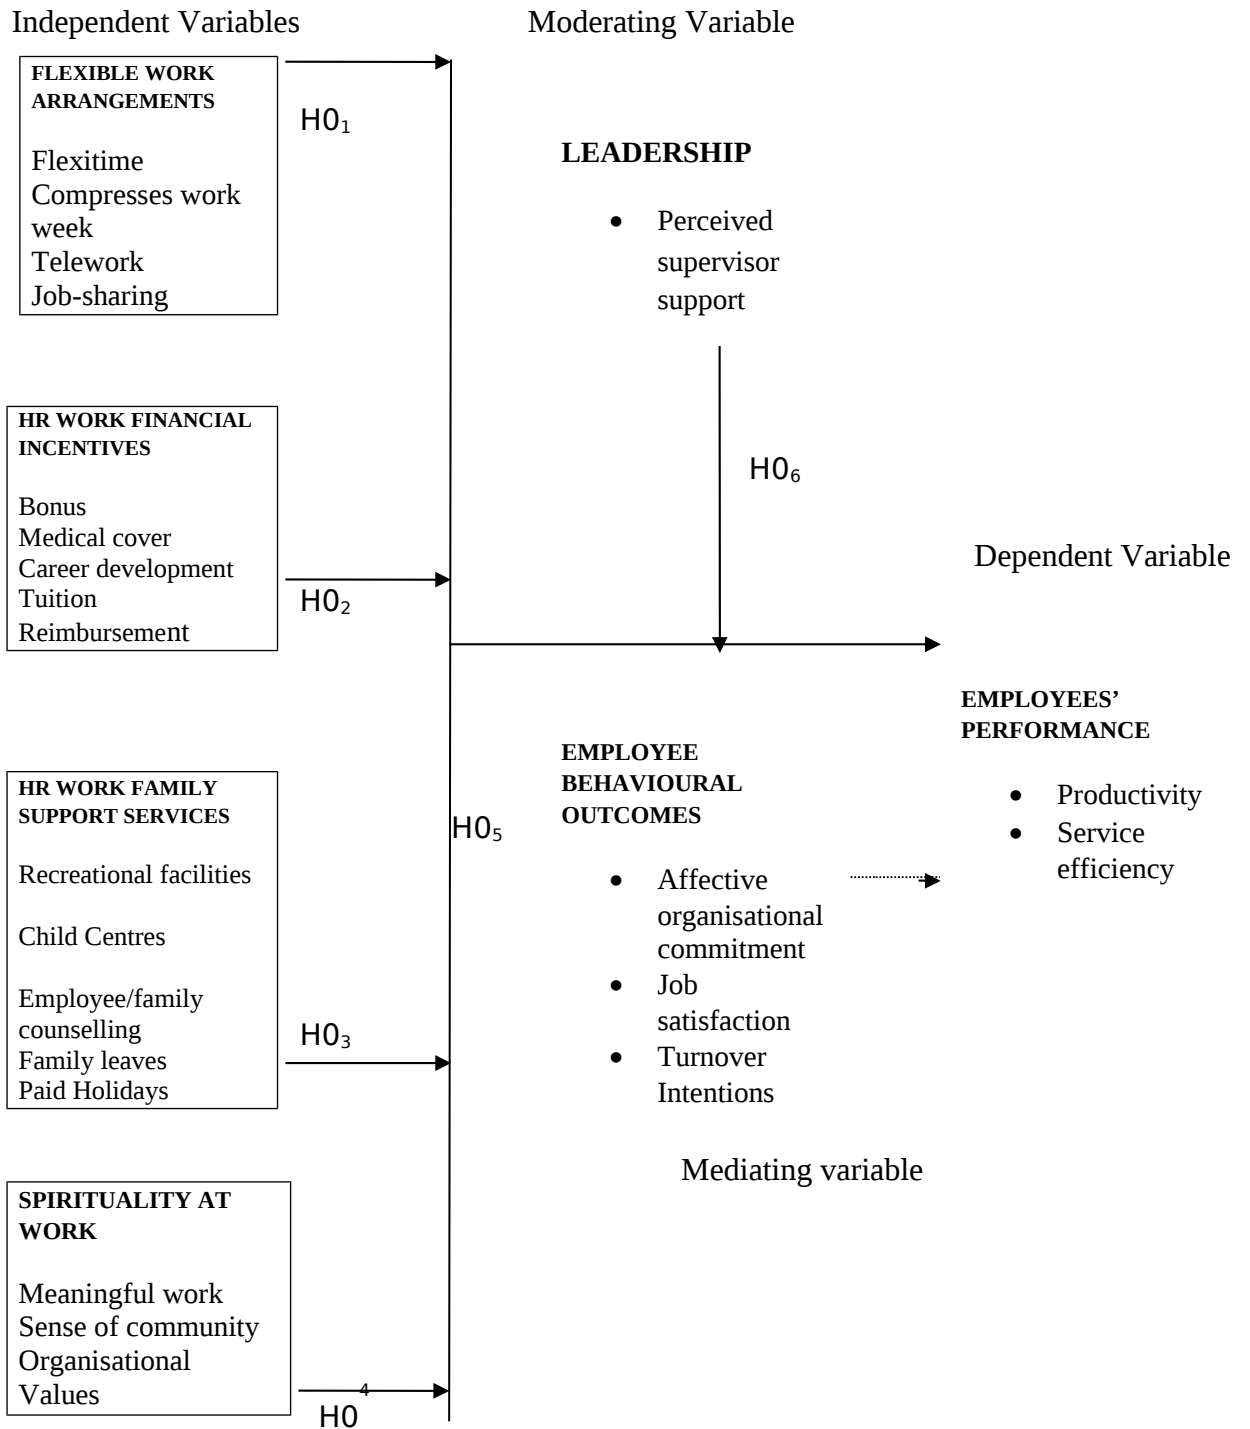 Independent Variables
Moderating Variable
FLEXIBLE WORK
ARRANGEMENTS
Flexitime
Compresses work
week
Telework
Job-sharing
H0₁
LEADERSHIP
• Perceived
supervisor
support
HR WORK FINANCIAL
INCENTIVES
Bonus
Medical cover
Career development
Tuition
Reimbursement
H0₂
H0₆
Dependent Variable
EMPLOYEES’
PERFORMANCE
• Productivity
• Service
efficiency
HR WORK FAMILY
SUPPORT SERVICES
Recreational facilities
Child Centres
Employee/family
counselling
Family leaves
Paid Holidays
H0₃
H0₅
EMPLOYEE
BEHAVIOURAL
OUTCOMES
• Affective
organisational
commitment
• Job
satisfaction
• Turnover
Intentions
Mediating variable
SPIRITUALITY AT
WORK
Meaningful work
Sense of community
Organisational
Values
4
H0